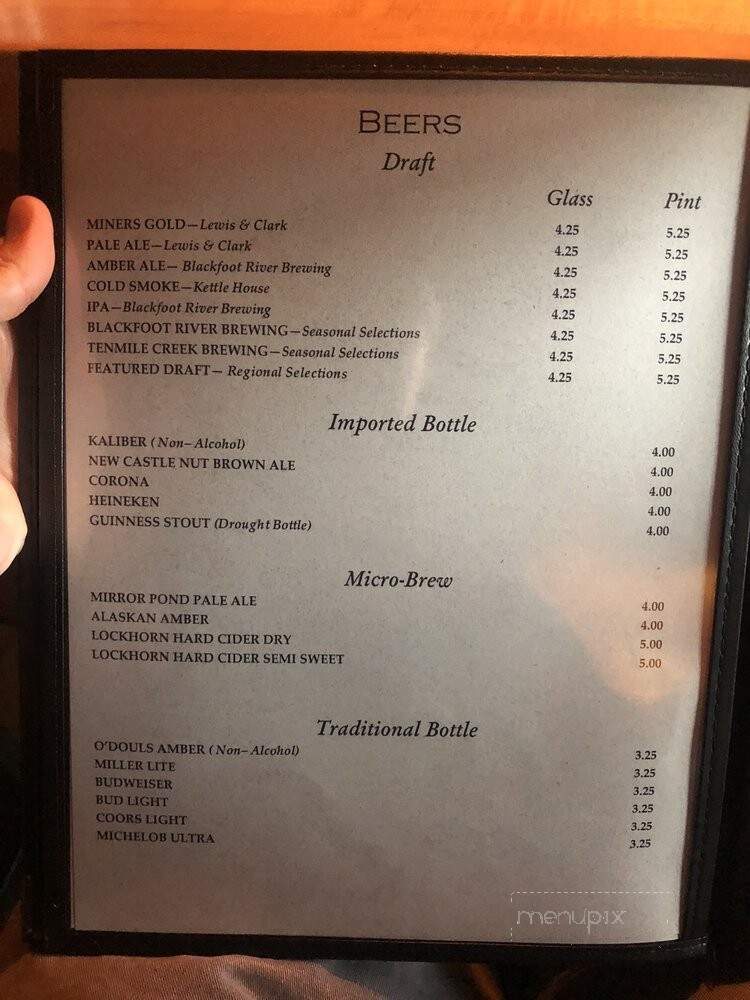 BEERS
Draft
Glass Pint
MINERS GOLD—Lewis & Clark 4.25 5.25
PALE ALE—Lewis & Clark 4.25 5.25
AMBER ALE— Blackfoot River Brewing 4.25 5.25
COLD SMOKE—Kettle House 4.25 5.25
IPA—Blackfoot River Brewing 4.25 5.25
BLACKFOOT RIVER BREWING—Seasonal Selections 4.25 5.25
TENMILE CREEK BREWING—Seasonal Selections 4.25 5.25
FEATURED DRAFT— Regional Selections 4.25 5.25
Imported Bottle
KALIBER (Non-Alcohol) 4.00
NEW CASTLE NUT BROWN ALE 4.00
CORONA 4.00
HEINEKEN 4.00
GUINNESS STOUT (Drought Bottle) 4.00
Micro-Brew
MIRROR POND PALE ALE 4.00
ALASKAN AMBER 4.00
LOCKHORN HARD CIDER DRY 5.00
LOCKHORN HARD CIDER SEMI SWEET 5.00
Traditional Bottle
O'DOULS AMBER (Non-Alcohol) 3.25
MILLER LITE 3.25
BUDWEISER 3.25
BUD LIGHT 3.25
COORS LIGHT 3.25
MICHELOB ULTRA 3.25
menupix